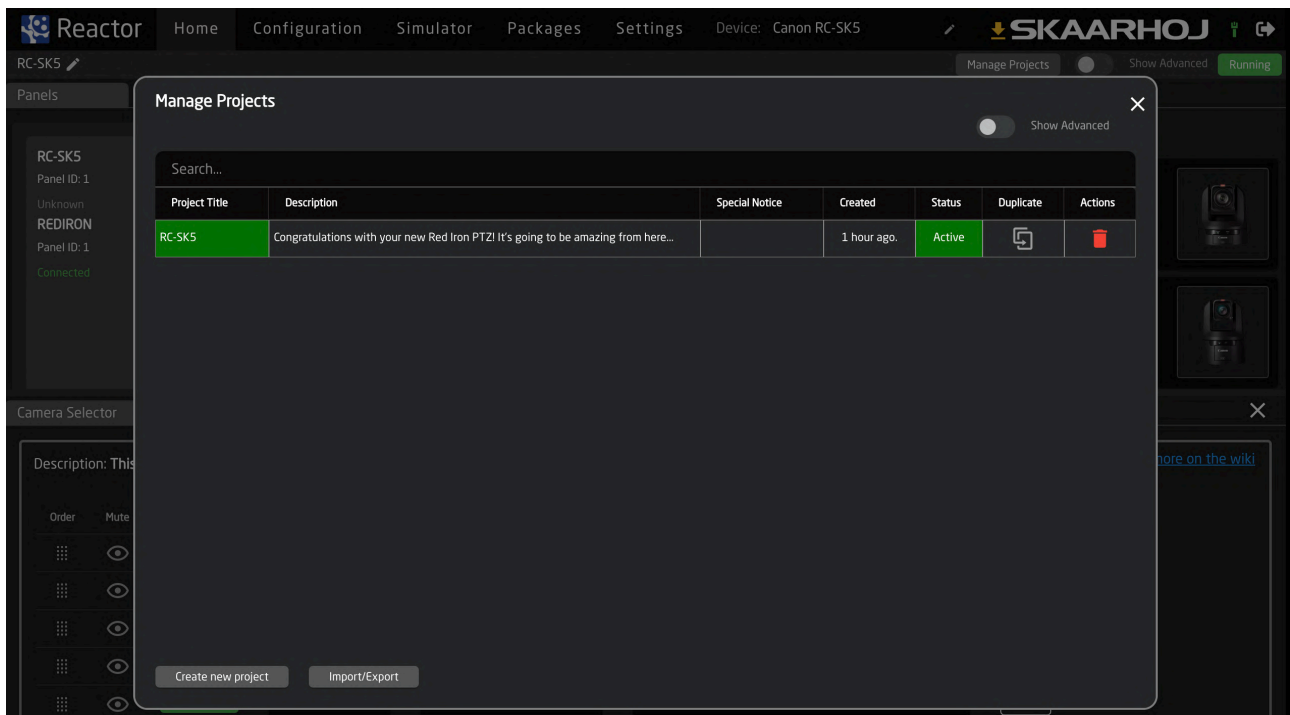 Reactor Home Configuration Simulator Packages Settings Device: Canon RC-SK5 SKAARHOJ
RC-SK5 Manage Projects Show Advanced Running
Panels
Manage Projects
Show Advanced
RC-SK5
Panel ID: 1
Unknown
REDIRON
Panel ID: 1
Connected
Search...
Project Title Description Special Notice Created Status Duplicate Actions
RC-SK5 Congratulations with your new Red Iron PTZ! It's going to be amazing from here... 1 hour ago. Active
Camera Selector
Description: This
more on the wiki
Order Mute
Create new project Import/Export